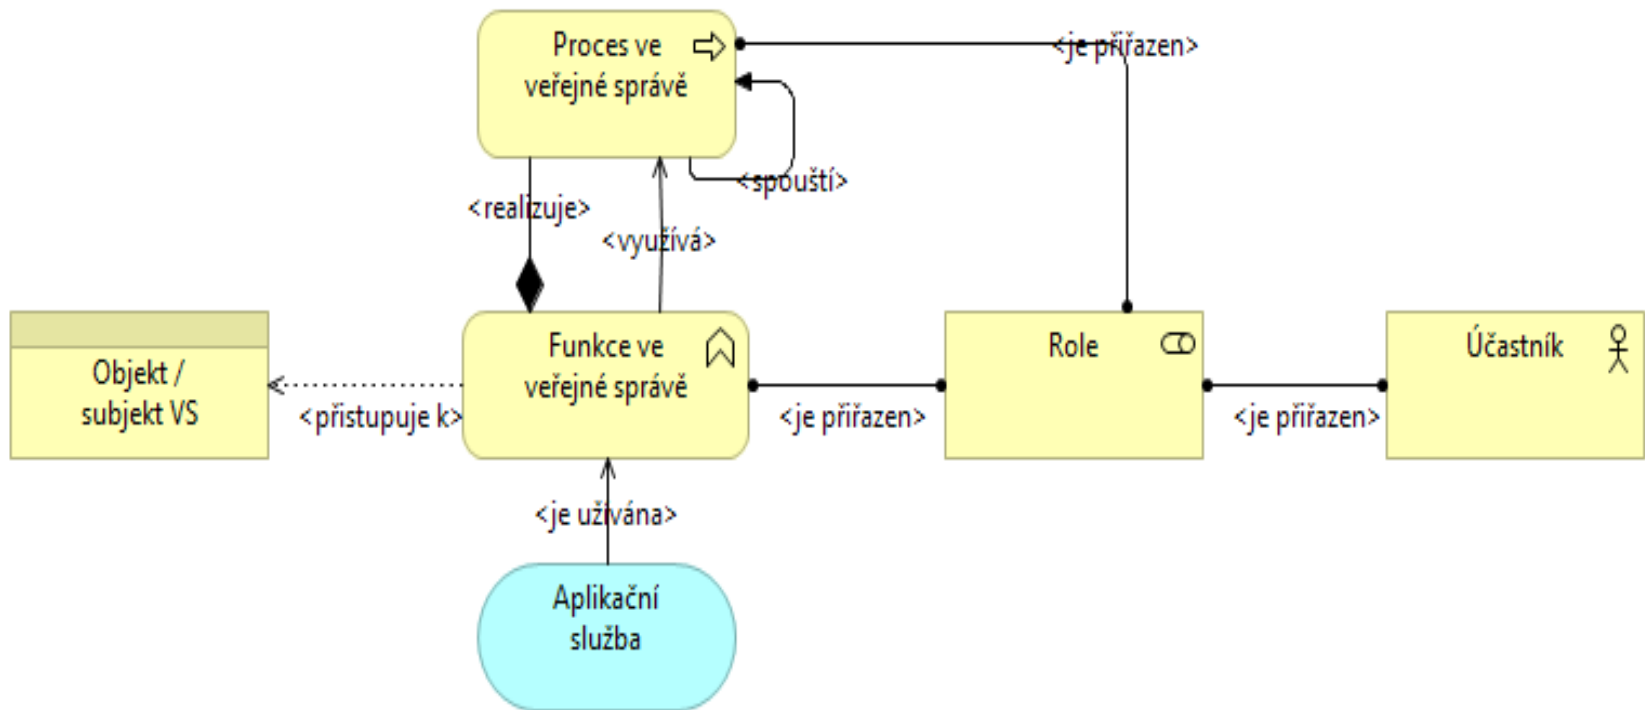 Proces ve
veřejné správě
<je přiřazen>
<spouští>
<realizuje>
<využívá>
Objekt /
subjekt VS
<přistupuje k>
Funkce ve
veřejné správě
<je přiřazen>
Role
<je přiřazen>
Účastník
<je užívána>
Aplikační
služba